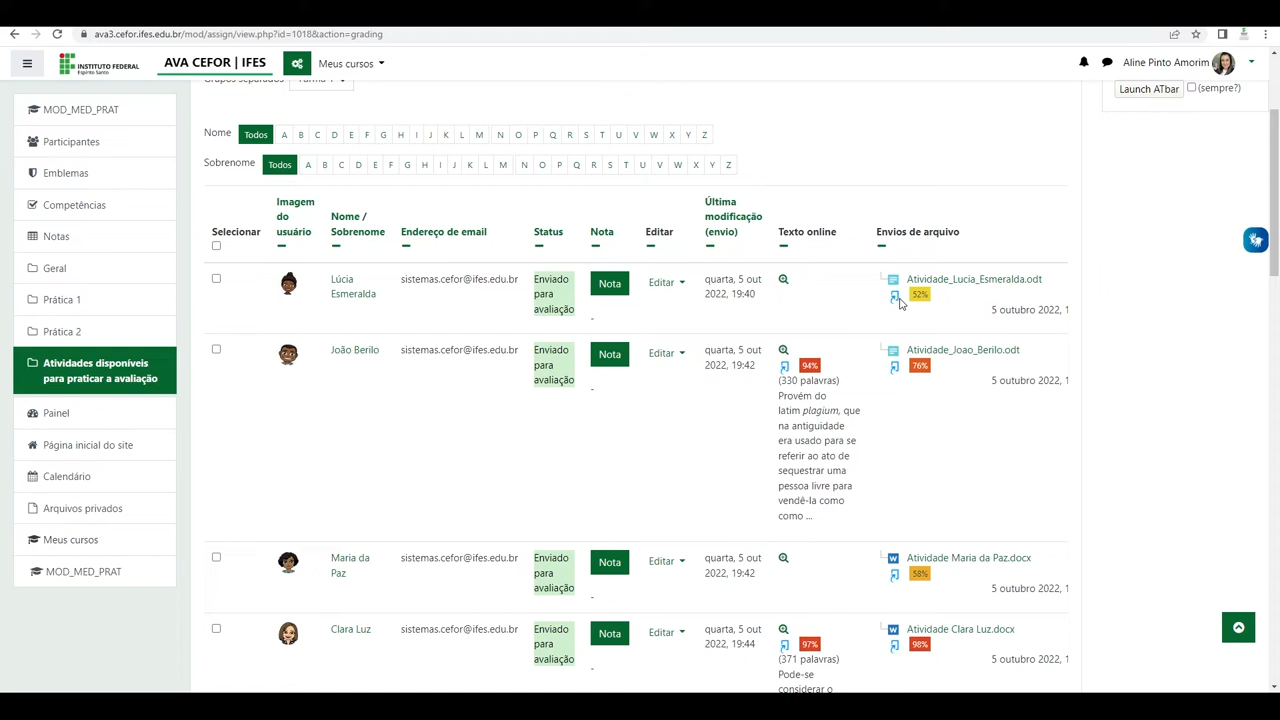 ava3.cefor.ifes.edu.br/mod/assign/view.php?id=1018&action=grading
INSTITUTO FEDERAL
Espírito Santo
AVA CEFOR | IFES
Meus cursos
Aline Pinto Amorim
MOD_MED_PRAT
Participantes
Emblemas
Competências
Notas
Geral
Prática 1
Prática 2
Atividades disponíveis
para praticar a avaliação
Painel
Página inicial do site
Calendário
Arquivos privados
Meus cursos
MOD_MED_PRAT
Launch ATbar
(sempre?)
Grupos separados
Nome Todos A B C D E F G H I J K L M N O P Q R S T U V W X Y Z
Sobrenome Todos A B C D E F G H I J K L M N O P Q R S T U V W X Y Z
Selecionar
Imagem
do
usuário
Nome /
Sobrenome
Endereço de email
Status
Nota
Editar
Última
modificação
(envio)
Texto online
Envios de arquivo
Lúcia
Esmeralda
sistemas.cefor@ifes.edu.br
Enviado
para
avaliação
Nota
-
Editar
quarta, 5 out
2022, 19:40
Atividade_Lucia_Esmeralda.odt
52%
5 outubro 2022, 1
João Berilo
sistemas.cefor@ifes.edu.br
Enviado
para
avaliação
Nota
-
Editar
quarta, 5 out
2022, 19:42
94%
(330 palavras)
Provém do
latim plagium, que
na antiguidade
era usado para se
referir ao ato de
sequestrar uma
pessoa livre para
vendê-la como
como ...
Atividade_Joao_Berilo.odt
76%
5 outubro 2022, 1
Maria da
Paz
sistemas.cefor@ifes.edu.br
Enviado
para
avaliação
Nota
-
Editar
quarta, 5 out
2022, 19:42
Atividade Maria da Paz.docx
58%
5 outubro 2022, 1
Clara Luz
sistemas.cefor@ifes.edu.br
Enviado
para
avaliação
Nota
-
Editar
quarta, 5 out
2022, 19:44
97%
(371 palavras)
Pode-se
considerar o
Atividade Clara Luz.docx
98%
5 outubro 2022, 1